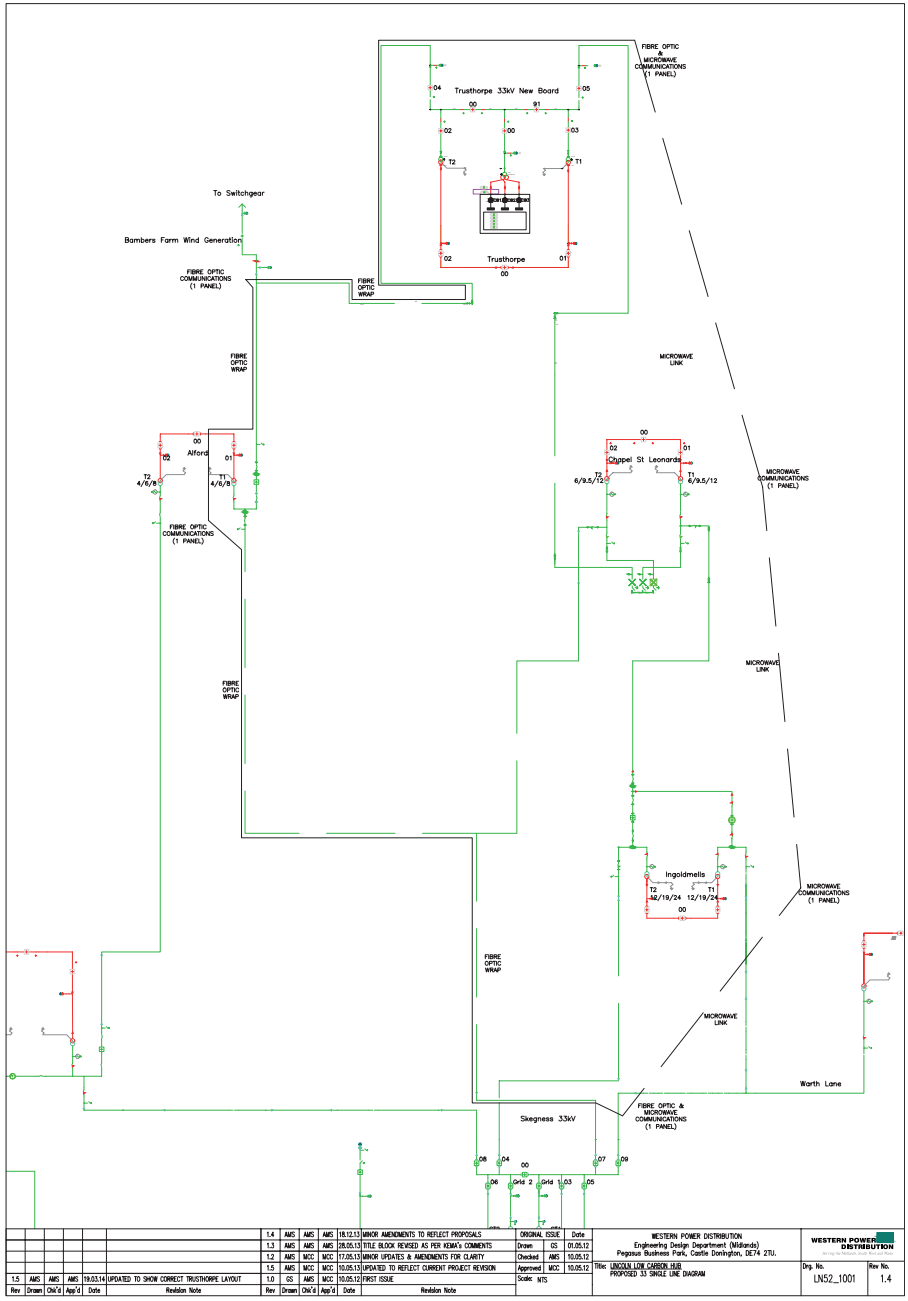 FIBRE OPTIC
&
MICROWAVE
COMMUNICATIONS
(1 PANEL)
04
05
Trusthorpe 33kV New Board
00
91
02
00
03
T2
T1
02
Trusthorpe
01
00
To Switchgear
Bambers Farm Wind Generation
FIBRE OPTIC
COMMUNICATIONS
(1 PANEL)
FIBRE
OPTIC
WRAP
FIBRE
OPTIC
WRAP
MICROWAVE
LINK
00
Alford
02
01
T2
4/6/8
T1
4/6/8
00
02
01
Chapel St Leonards
T2
6/9.5/12
T1
6/9.5/12
MICROWAVE
COMMUNICATIONS
(1 PANEL)
FIBRE OPTIC
COMMUNICATIONS
(1 PANEL)
MICROWAVE
LINK
FIBRE
OPTIC
WRAP
Ingoldmells
T2
12/19/24
T1
12/19/24
00
MICROWAVE
COMMUNICATIONS
(1 PANEL)
FIBRE
OPTIC
WRAP
MICROWAVE
LINK
Warth Lane
FIBRE OPTIC &
MICROWAVE
COMMUNICATIONS
(1 PANEL)
Skegness 33kV
08
04
00
07
09
06
Grid 2
Grid 1
03
05
1.4 AMS AMS AMS 18.12.13 MINOR AMENDMENTS TO REFLECT PROPOSALS
1.3 AMS AMS AMS 28.05.13 TITLE BLOCK REVISED AS PER KEMA's COMMENTS
1.2 AMS MCC MCC 17.05.13 MINOR UPDATES & AMENDMENTS FOR CLARITY
1.5 AMS MCC MCC 10.05.13 UPDATED TO REFLECT CURRENT PROJECT REVISION
1.5 AMS AMS AMS 19.03.14 UPDATED TO SHOW CORRECT TRUSTHORPE LAYOUT
1.0 GS AMS MCC 10.05.12 FIRST ISSUE
Rev Drawn Chk'd App'd Date Revision Note
Rev Drawn Chk'd App'd Date Revision Note
ORIGINAL ISSUE Date
Drawn GS 01.05.12
Checked AMS 10.05.12
Approved MCC 10.05.12
Scale: NTS
WESTERN POWER DISTRIBUTION
Engineering Design Department (Midlands)
Pegasus Business Park, Castle Donington, DE74 2TU.
Title: LINCOLN LOW CARBON HUB
PROPOSED 33 SINGLE LINE DIAGRAM
WESTERN POWER
DISTRIBUTION
Drg. No.
LN52_1001
Rev No.
1.4